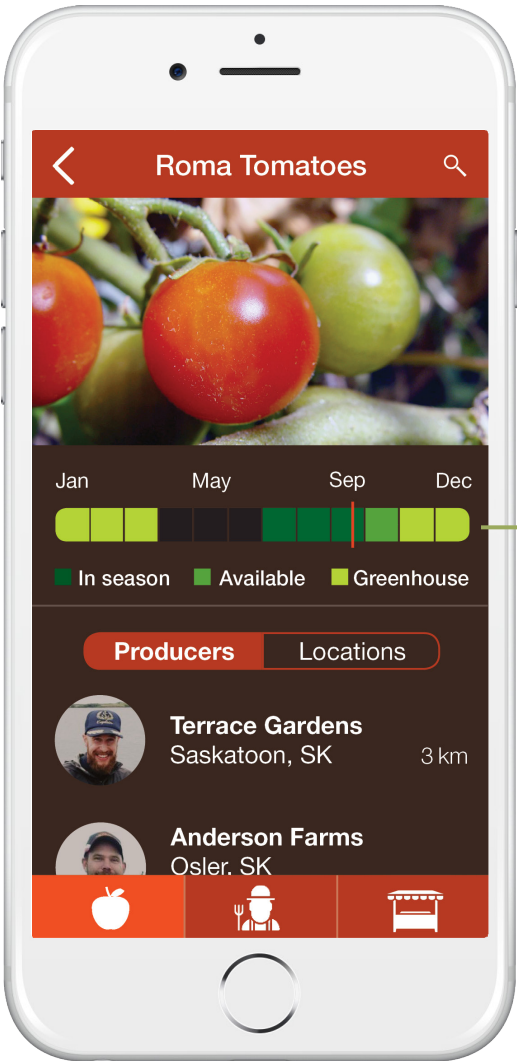 Roma Tomatoes
Jan May Sep Dec
In season Available Greenhouse
Producers Locations
Terrace Gardens
Saskatoon, SK 3 km
Anderson Farms
Osler, SK